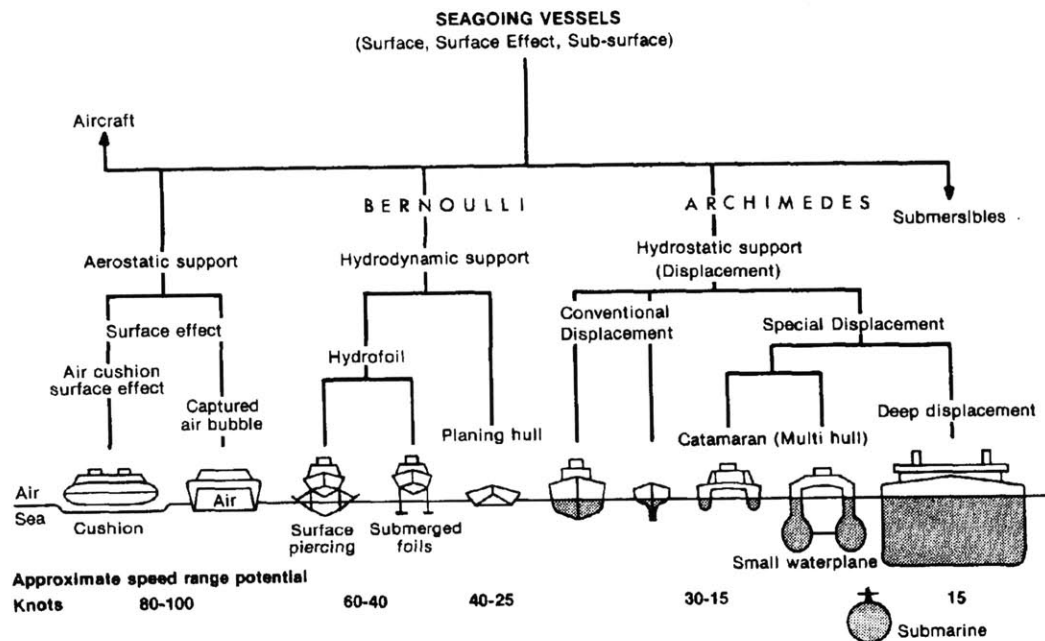 SEAGOING VESSELS
(Surface, Surface Effect, Sub-surface)
Aircraft
BERNOULLI
ARCHIMEDES
Submersibles
Aerostatic support
Hydrodynamic support
Hydrostatic support
(Displacement)
Surface effect
Conventional
Displacement
Special Displacement
Hydrofoil
Air cushion
surface effect
Captured
air bubble
Planing hull
Catamaran (Multi hull)
Deep displacement
Air
Sea
Air
Cushion
Surface
piercing
Submerged
foils
Small waterplane
Approximate speed range potential
Knots 80-100 60-40 40-25 30-15 15
Submarine